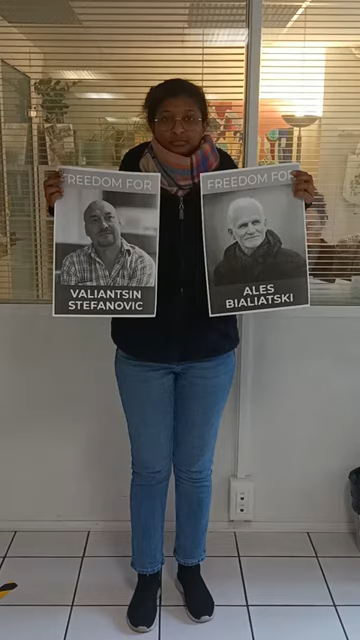 FREEDOM FOR
VALIANTSIN
STEFANOVIC
FREEDOM FOR
ALES
BIALIATSKI